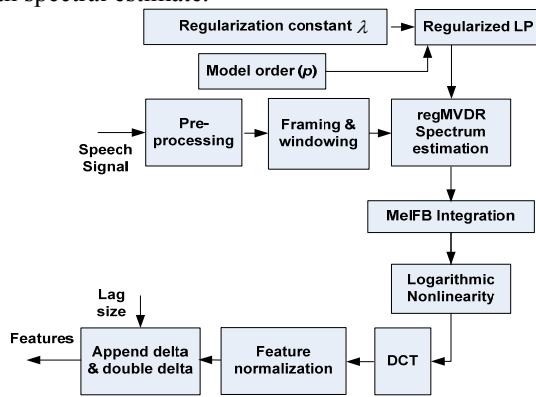 spectral estimate.
Regularization constant λ
Regularized LP
Model order (p)
Speech
Signal
Pre-
processing
Framing &
windowing
regMVDR
Spectrum
estimation
MelFB Integration
Logarithmic
Nonlinearity
Lag
size
Features
Append delta
& double delta
Feature
normalization
DCT